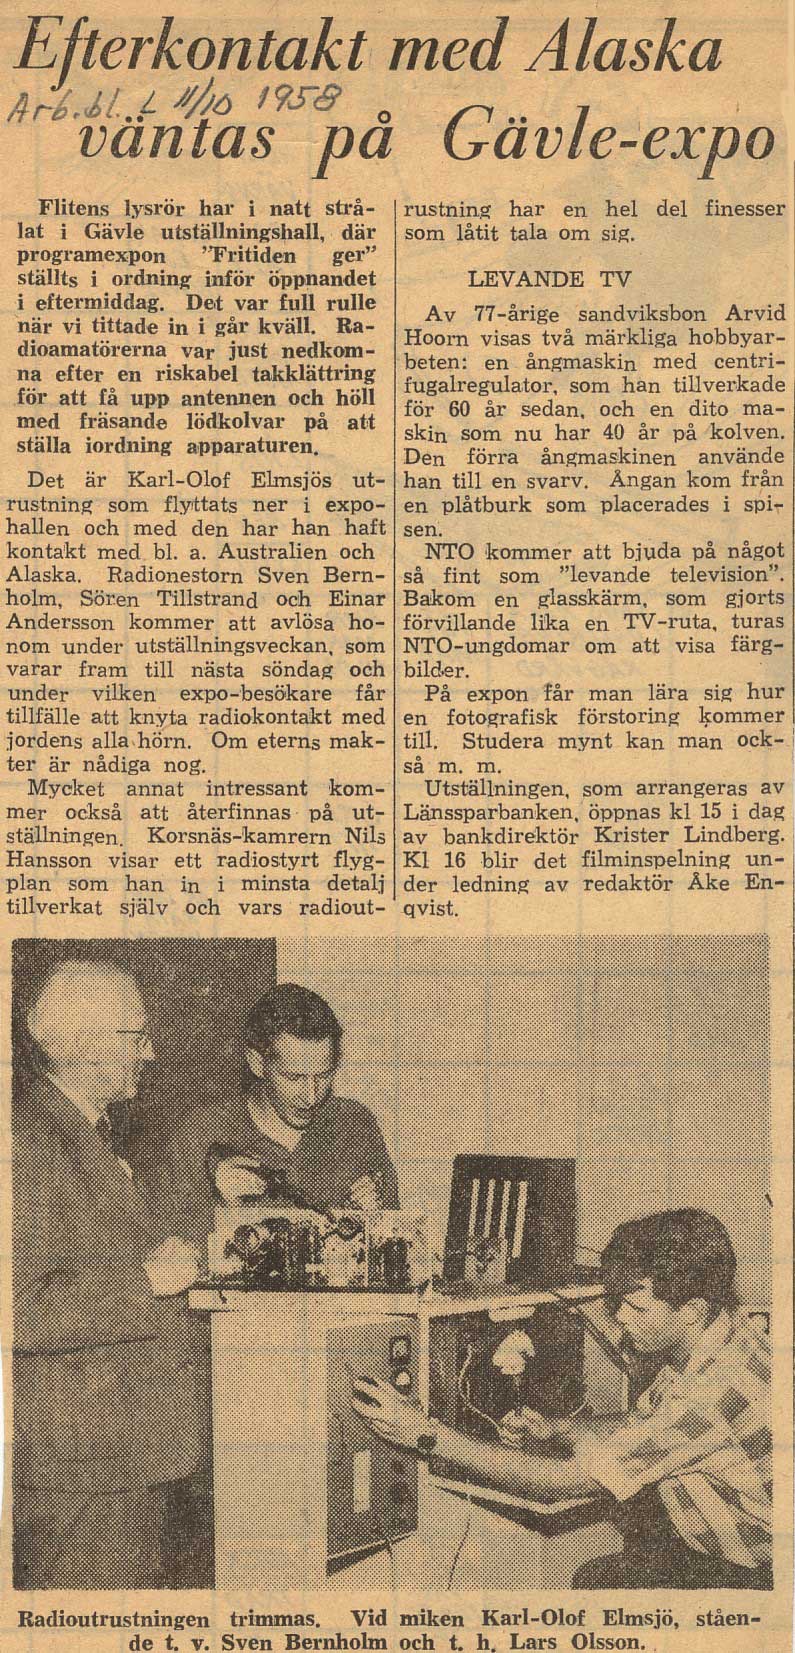 Efterkontakt med Alaska
Arb.bl. L 11/10 1958
väntas på Gävle-expo
Flitens lysrör har i natt strå-
lat i Gävle utställningshall, där
programexpon ”Fritiden ger”
ställts i ordning inför öppnandet
i eftermiddag. Det var full rulle
när vi tittade in i går kväll. Ra-
dioamatörerna var just nedkom-
na efter en riskabel takklättring
för att få upp antennen och höll
med fräsande lödkolvar på att
ställa iordning apparaturen.
Det är Karl-Olof Elmsjös ut-
rustning som flyttats ner i expo-
hallen och med den har han haft
kontakt med bl. a. Australien och
Alaska. Radionestorn Sven Bern-
holm, Sören Tillstrand och Einar
Andersson kommer att avlösa ho-
nom under utställningsveckan, som
varar fram till nästa söndag och
under vilken expo-besökare får
tillfälle att knyta radiokontakt med
jordens alla hörn. Om eterns mak-
ter är nådiga nog.
Mycket annat intressant kom-
mer också att återfinnas på ut-
ställningen. Korsnäs-kamrern Nils
Hansson visar ett radiostyrt flyg-
plan som han in i minsta detalj
tillverkat själv och vars radiout-
rustning har en hel del finesser
som låtit tala om sig.
LEVANDE TV
Av 77-årige sandviksbon Arvid
Hoorn visas två märkliga hobbyar-
beten: en ångmaskin med centri-
fugalregulator, som han tillverkade
för 60 år sedan, och en dito ma-
skin som nu har 40 år på kolven.
Den förra ångmaskinen använde
han till en svarv. Ångan kom från
en plåtburk som placerades i spi-
sen.
NTO kommer att bjuda på något
så fint som ”levande television”.
Bakom en glasskärm, som gjorts
förvillande lika en TV-ruta, turas
NTO-ungdomar om att visa färg-
bilder.
På expon får man lära sig hur
en fotografisk förstoring kommer
till. Studera mynt kan man ock-
så m. m.
Utställningen, som arrangeras av
Länssparbanken, öppnas kl 15 i dag
av bankdirektör Krister Lindberg.
Kl 16 blir det filminspelning un-
der ledning av redaktör Åke En-
qvist.
Radioutrustningen trimmas. Vid miken Karl-Olof Elmsjö, ståen-
de t. v. Sven Bernholm och t. h. Lars Olsson.